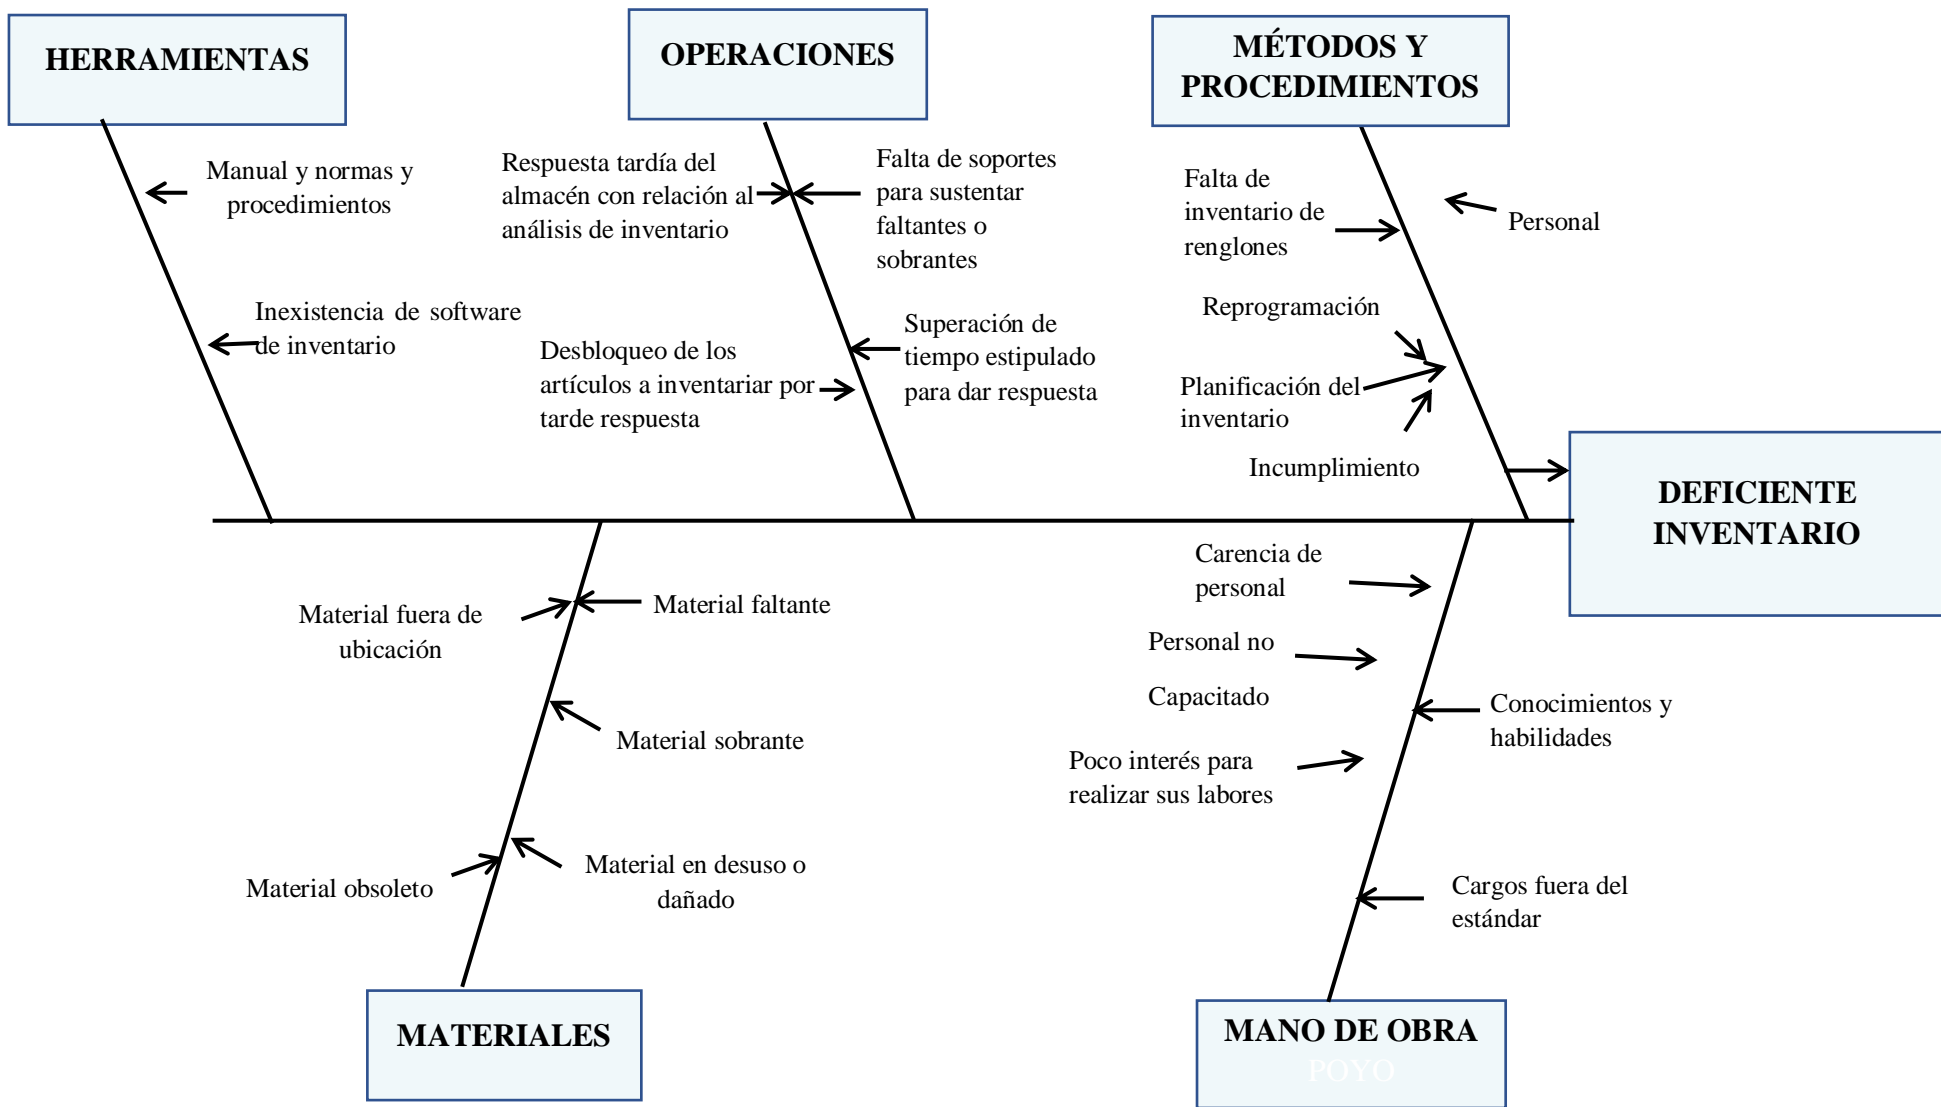 HERRAMIENTAS
OPERACIONES
MÉTODOS Y
PROCEDIMIENTOS
Manual y normas y
procedimientos
Inexistencia de software
de inventario
Respuesta tardía del
almacén con relación al
análisis de inventario
Falta de soportes
para sustentar
faltantes o
sobrantes
Desbloqueo de los
artículos a inventariar por
tarde respuesta
Superación de
tiempo estipulado
para dar respuesta
Falta de
inventario de
renglones
Personal
Reprogramación
Planificación del
inventario
Incumplimiento
DEFICIENTE
INVENTARIO
Material fuera de
ubicación
Material faltante
Material sobrante
Material obsoleto
Material en desuso o
dañado
Carencia de
personal
Personal no
Capacitado
Poco interés para
realizar sus labores
Conocimientos y
habilidades
Cargos fuera del
estándar
MATERIALES
MANO DE OBRA
POYO